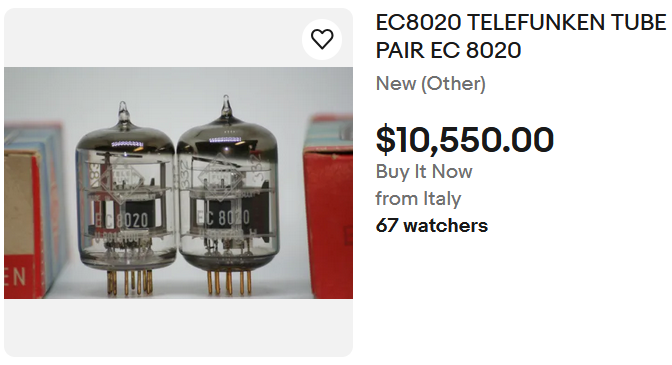 EC8020 TELEFUNKEN TUBE
PAIR EC 8020
New (Other)
$10,550.00
Buy It Now
from Italy
67 watchers
EC 8020
EC 8020
EN